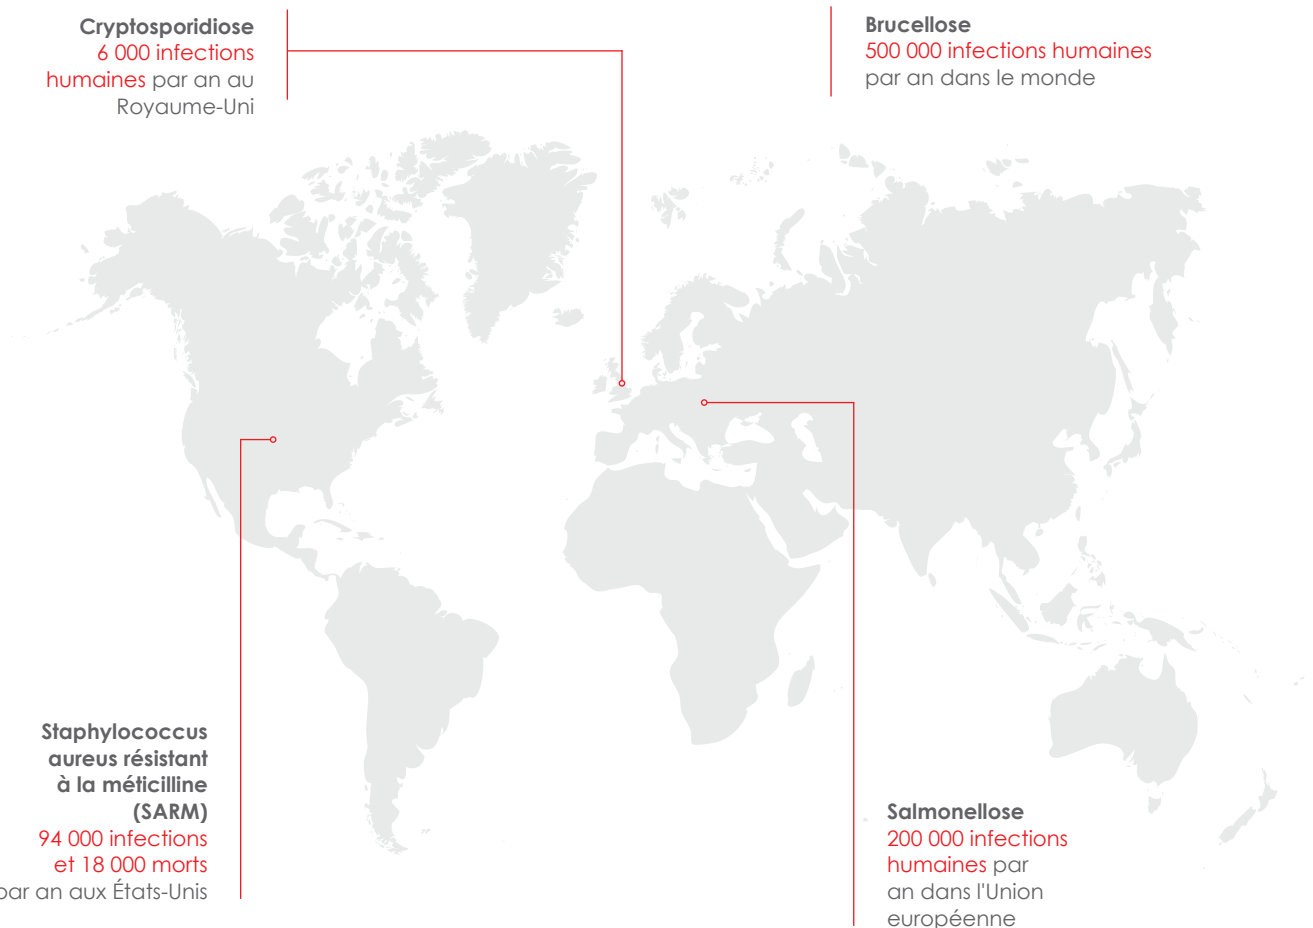 Cryptosporidiose
6 000 infections
humaines par an au
Royaume-Uni
Brucellose
500 000 infections humaines
par an dans le monde
Staphylococcus
aureus résistant
à la méticilline
(SARM)
94 000 infections
et 18 000 morts
par an aux États-Unis
Salmonellose
200 000 infections
humaines par
an dans l'Union
européenne